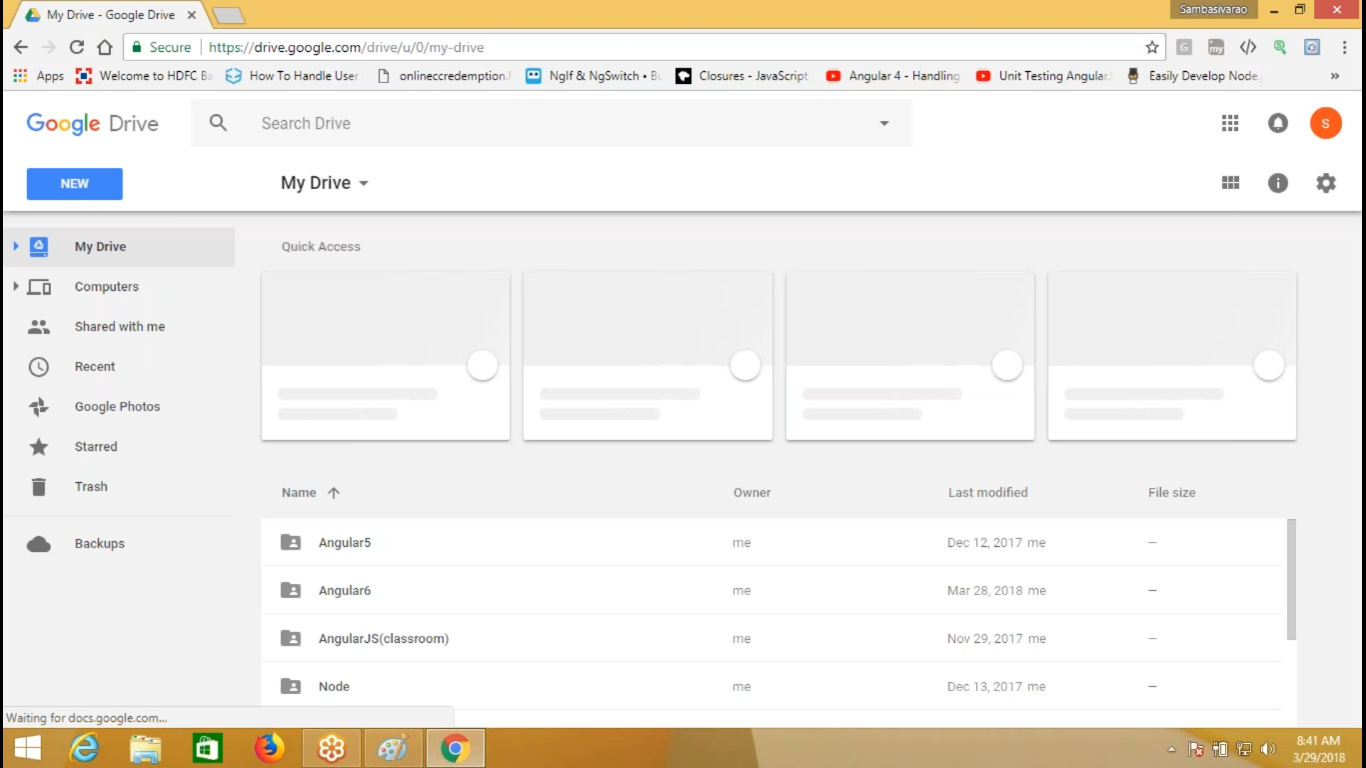 My Drive - Google Drive
Sambasivarao
Secure https://drive.google.com/drive/u/0/my-drive
Apps Welcome to HDFC Ba How To Handle User onlineccredemption. NgIf & NgSwitch • Bu Closures - JavaScript Angular 4 - Handling Unit Testing Angular. Easily Develop Node. »
Google Drive Search Drive S
NEW My Drive
My Drive
Computers
Shared with me
Recent
Google Photos
Starred
Trash
Backups
Quick Access
Name Owner Last modified File size
Angular5 me Dec 12, 2017 me —
Angular6 me Mar 28, 2018 me —
AngularJS(classroom) me Nov 29, 2017 me —
Node me Dec 13, 2017 me —
Waiting for docs.google.com...
8:41 AM
3/29/2018